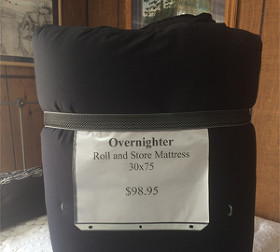 Overnighter
Roll and Store Mattress
30x75
$98.95